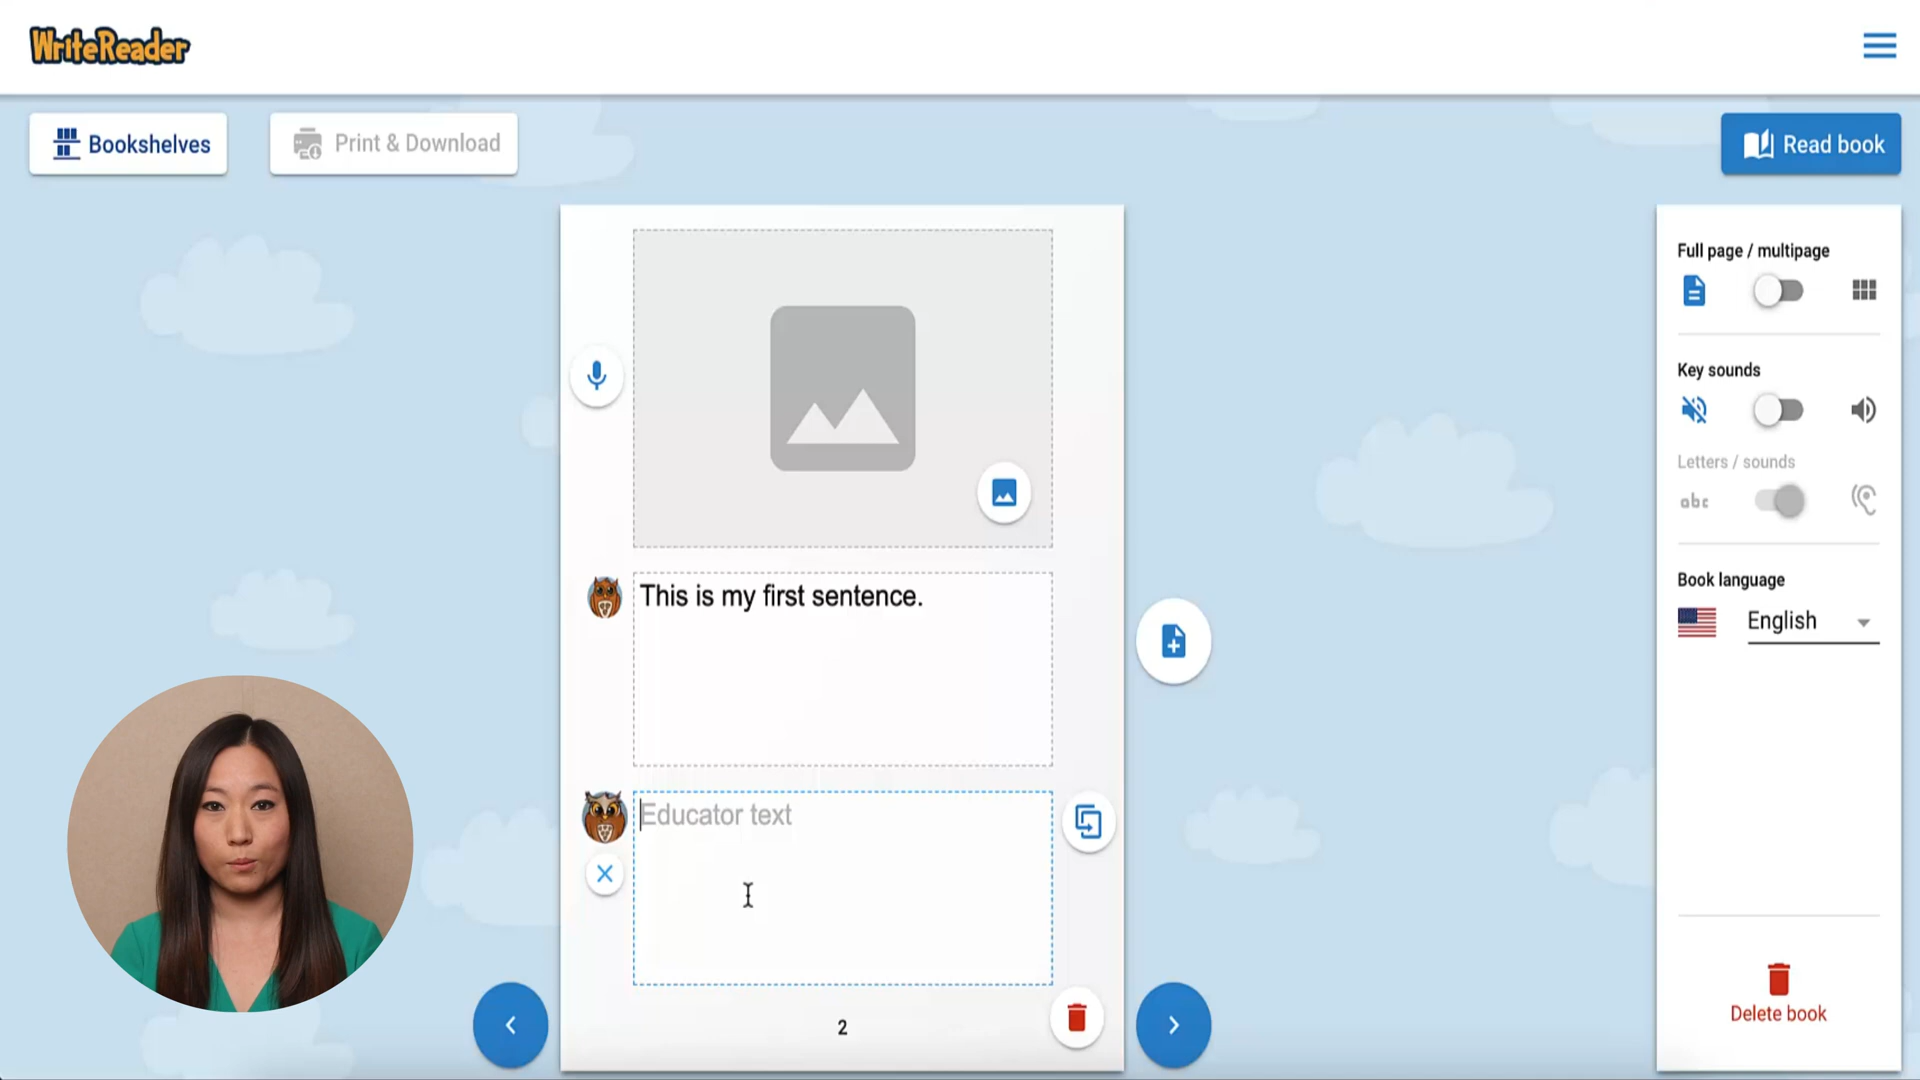 WriteReader
Bookshelves
Print & Download
Read book
Full page / multipage
Key sounds
Letters / sounds
abc
Book language
English
This is my first sentence.
Educator text
2
Delete book